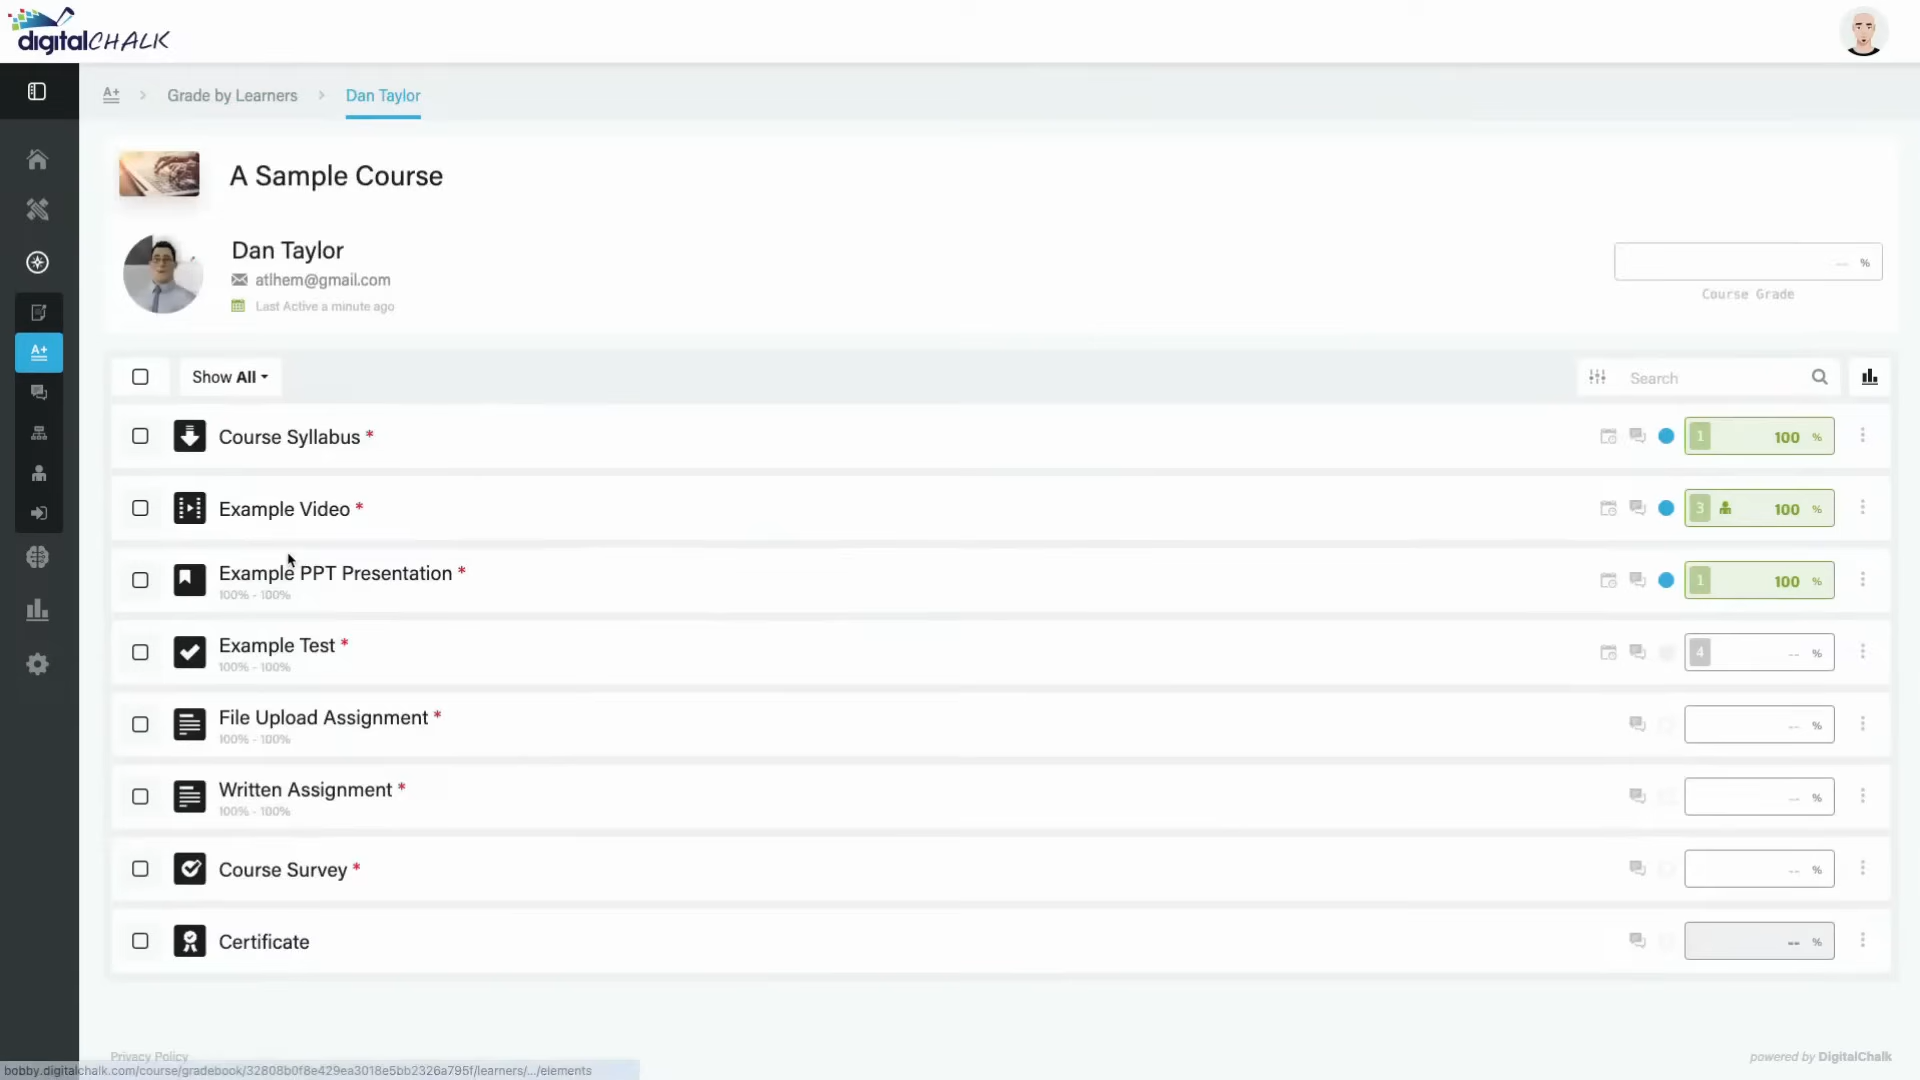 digitalCHALK
A+ > Grade by Learners > Dan Taylor
A Sample Course
Dan Taylor
atlhem@gmail.com
Last Active a minute ago
-- %
Course Grade
A+
Show All
Search
Course Syllabus *
1 100 %
Example Video *
3 100 %
Example PPT Presentation *
100% - 100%
1 100 %
Example Test *
100% - 100%
4 -- %
File Upload Assignment *
100% - 100%
-- %
Written Assignment *
100% - 100%
-- %
Course Survey *
-- %
Certificate
-- %
Privacy Policy
powered by DigitalChalk
bobby.digitalchalk.com/course/gradebook/32808b0f8e429ea3018e5bb2326a795f/learners/.../elements